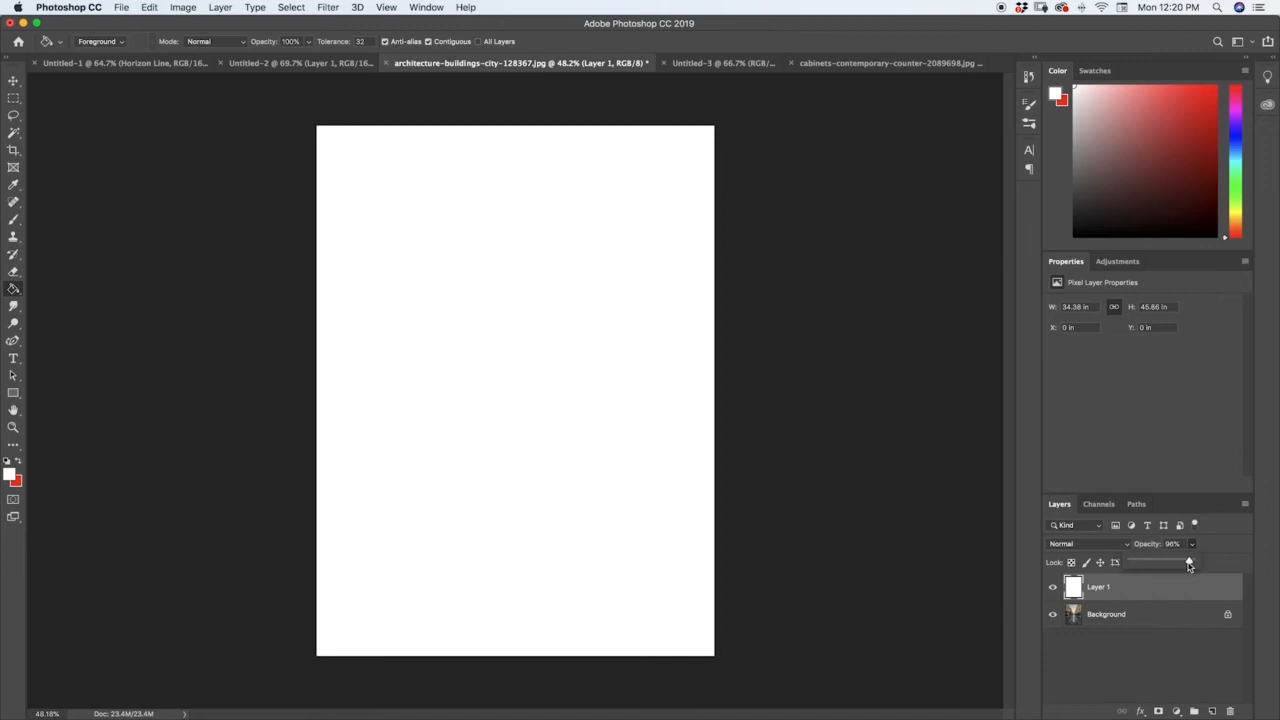 Photoshop CC File Edit Image Layer Type Select Filter 3D View Window Help Mon 12:20 PM
Adobe Photoshop CC 2019
Foreground Mode: Normal Opacity: 100% Tolerance: 32 Anti-alias Contiguous All Layers
Untitled-1 @ 64.7% (Horizon Line, RGB/16... Untitled-2 @ 69.7% (Layer 1, RGB/16... architecture-buildings-city-128367.jpg @ 48.2% (Layer 1, RGB/8) * Untitled-3 @ 66.7% (RGB/... cabinets-contemporary-counter-2089698.jpg ...
Color Swatches
Properties Adjustments
Pixel Layer Properties
W: 34.38 in H: 45.86 in
X: 0 in Y: 0 in
Layers Channels Paths
Kind
Normal Opacity: 96%
Lock:
Layer 1
Background
48.18% Doc: 23.4M/23.4M